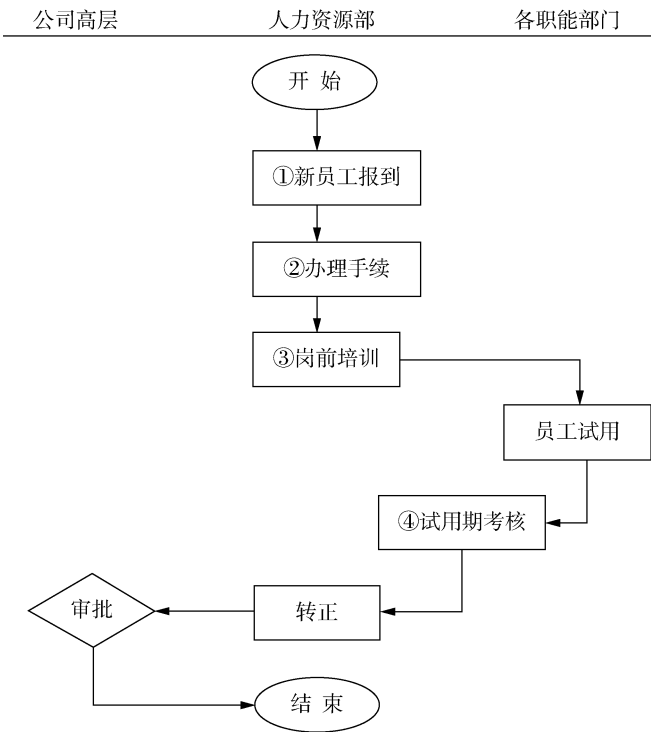 公司高层 人力资源部 各职能部门
开 始
①新员工报到
②办理手续
③岗前培训
员工试用
④试用期考核
审批 转正
结 束